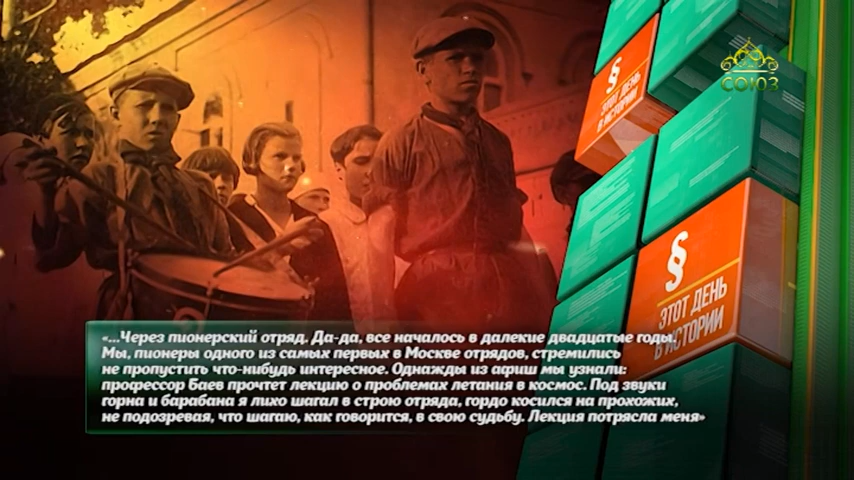 СОЮЗ
§
ЭТОТ ДЕНЬ
В ИСТОРИИ
§
ЭТОТ ДЕНЬ
В ИСТОРИИ
«...Через пионерский отряд. Да-да, все началось в далекие двадцатые годы.
Мы, пионеры одного из самых первых в Москве отрядов, стремились
не пропустить что-нибудь интересное. Однажды из афиш мы узнали:
профессор Баев прочтет лекцию о проблемах летания в космос. Под звуки
горна и барабана я лихо шагал в строю отряда, гордо косился на прохожих,
не подозревая, что шагаю, как говорится, в свою судьбу. Лекция потрясла меня»